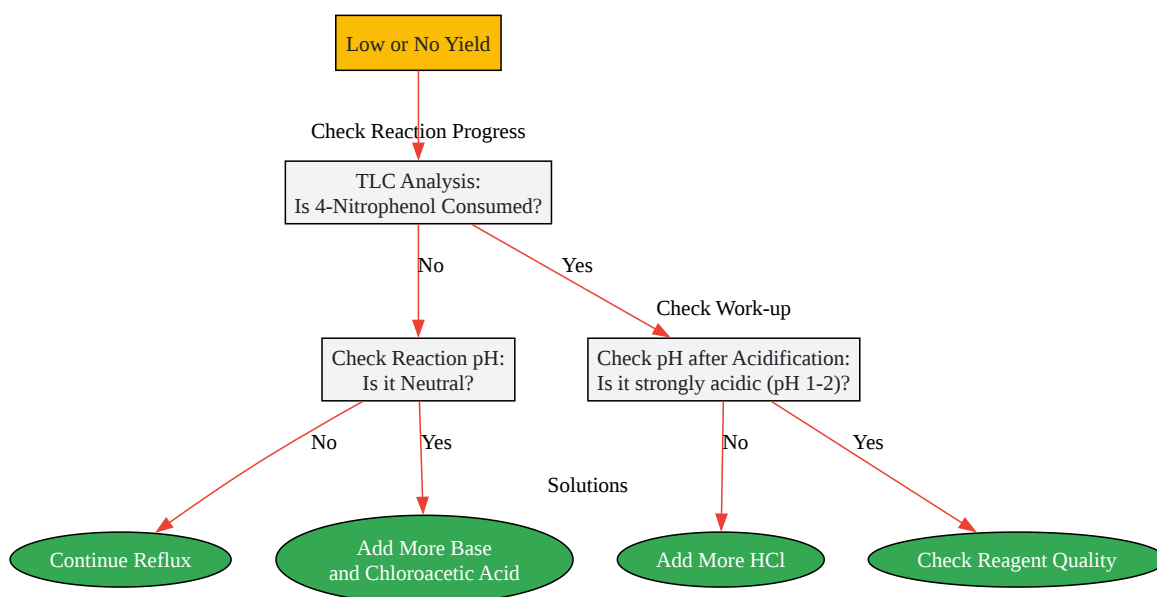 Low or No Yield
Check Reaction Progress
TLC Analysis:
Is 4-Nitrophenol Consumed?
No
Yes
Check Work-up
Check Reaction pH:
Is it Neutral?
Check pH after Acidification:
Is it strongly acidic (pH 1-2)?
No
Yes
No
Yes
Solutions
Continue Reflux
Add More Base
and Chloroacetic Acid
Add More HCl
Check Reagent Quality